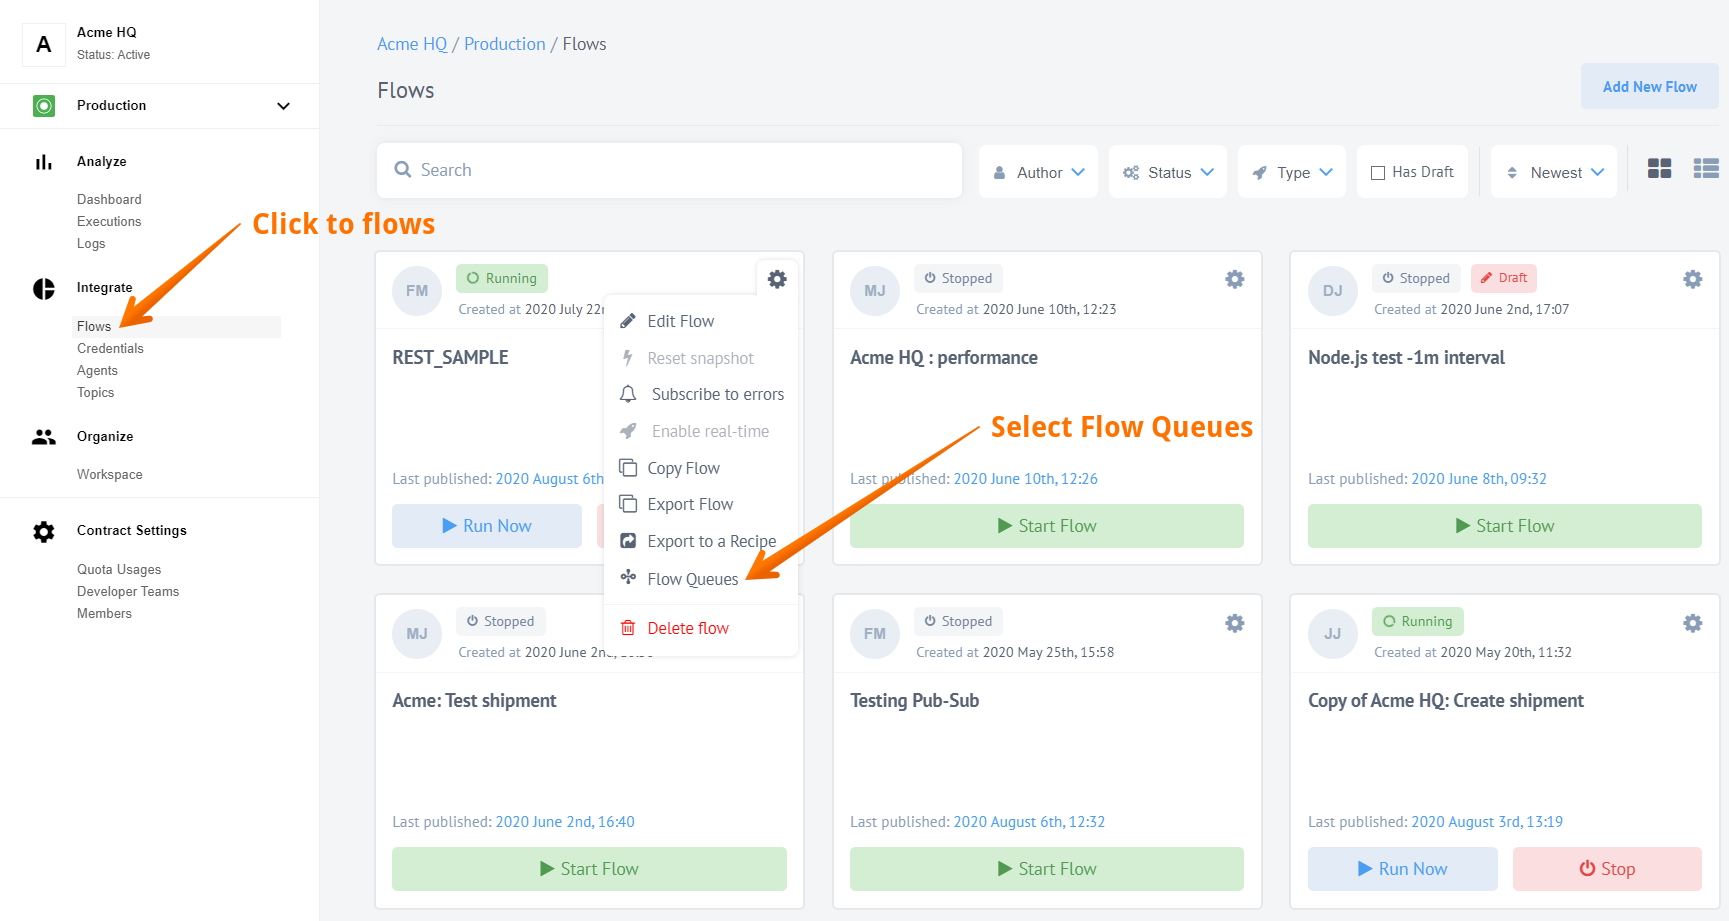 A
Acme HQ
Status: Active
Production
Analyze
Dashboard
Executions
Logs
Integrate
Flows
Credentials
Agents
Topics
Organize
Workspace
Contract Settings
Quota Usages
Developer Teams
Members
Click to flows
Acme HQ / Production / Flows
Flows
Add New Flow
Search
Author
Status
Type
Has Draft
Newest
FM
Running
Created at 2020 July 22n
REST_SAMPLE
Last published: 2020 August 6th
Run Now
Edit Flow
Reset snapshot
Subscribe to errors
Enable real-time
Copy Flow
Export Flow
Export to a Recipe
Flow Queues
Delete flow
Select Flow Queues
MJ
Stopped
Created at 2020 June 10th, 12:23
Acme HQ : performance
Last published: 2020 June 10th, 12:26
Start Flow
DJ
Stopped
Draft
Created at 2020 June 2nd, 17:07
Node.js test -1m interval
Last published: 2020 June 8th, 09:32
Start Flow
MJ
Stopped
Created at 2020 June 2nd,
Acme: Test shipment
Last published: 2020 June 2nd, 16:40
Start Flow
FM
Stopped
Created at 2020 May 25th, 15:58
Testing Pub-Sub
Last published: 2020 August 6th, 12:32
Start Flow
JJ
Running
Created at 2020 May 20th, 11:32
Copy of Acme HQ: Create shipment
Last published: 2020 August 3rd, 13:19
Run Now
Stop